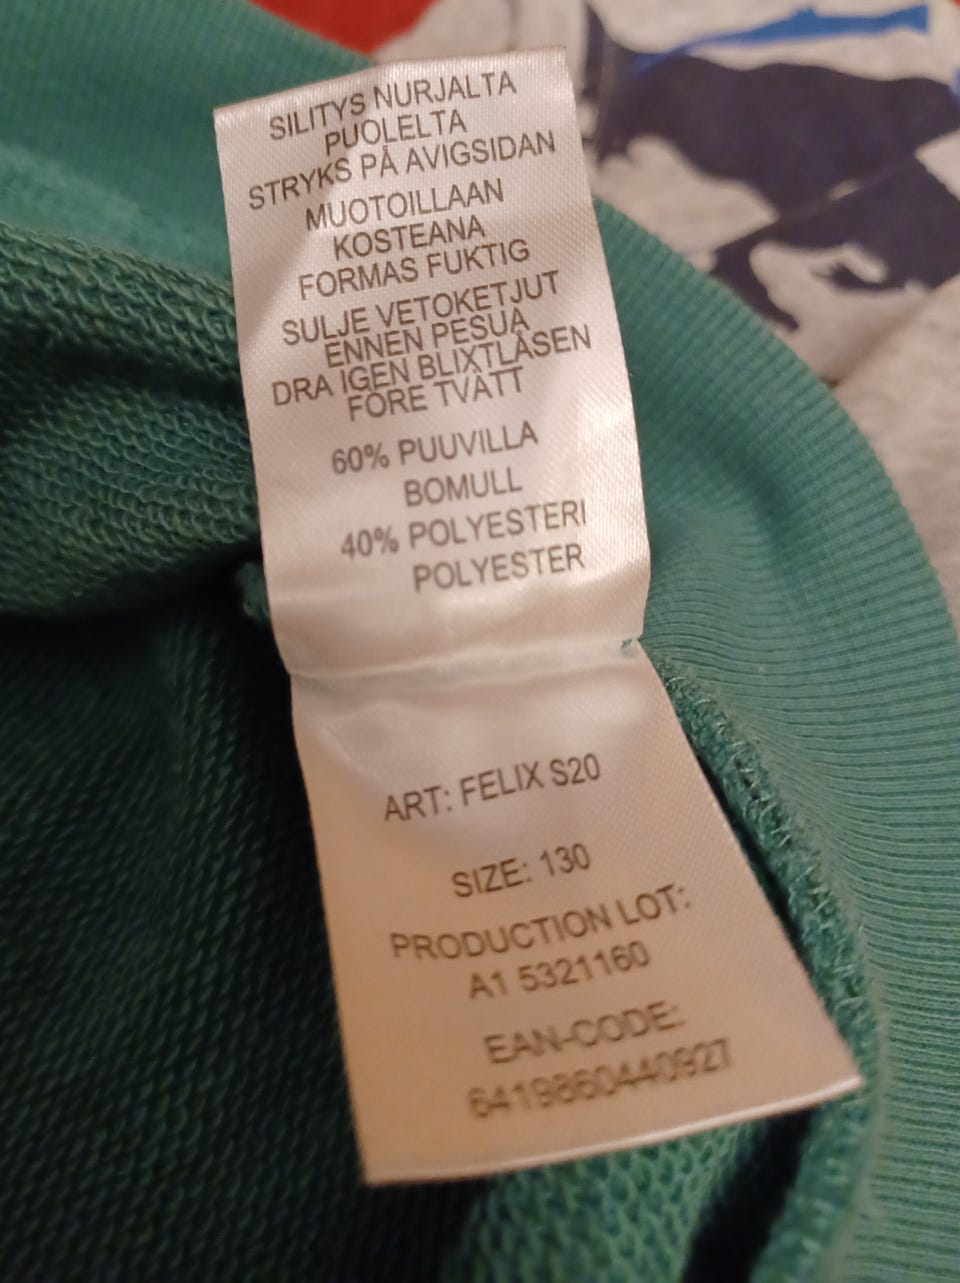 SILITYS NURJALTA
PUOLELTA
STRYKS PÅ AVIGSIDAN
MUOTOILLAAN
KOSTEANA
FORMAS FUKTIG
SULJE VETOKETJUT
ENNEN PESUA
DRA IGEN BLIXTLÅSEN
FÖRE TVÄTT
60% PUUVILLA
BOMULL
40% POLYESTERI
POLYESTER
ART: FELIX S20
SIZE: 130
PRODUCTION LOT:
A1 5321160
EAN-CODE:
6419860440927